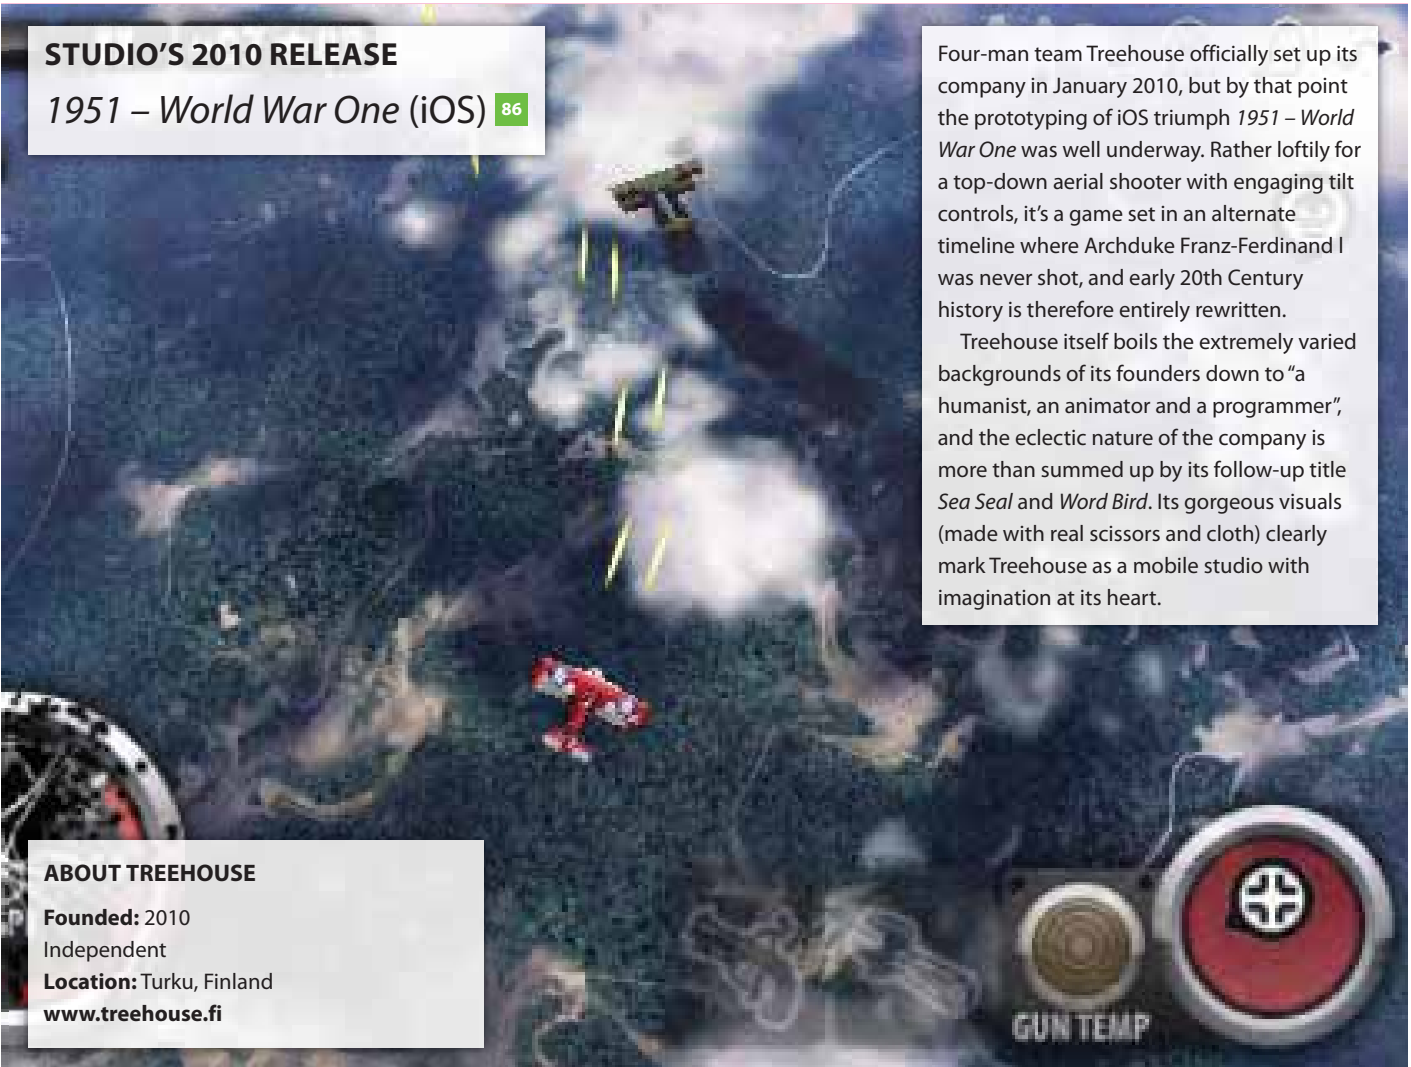 STUDIO'S 2010 RELEASE
1951 – World War One (iOS) 86
Four-man team Treehouse officially set up its
company in January 2010, but by that point
the prototyping of iOS triumph 1951 – World
War One was well underway. Rather loftily for
a top-down aerial shooter with engaging tilt
controls, it's a game set in an alternate
timeline where Archduke Franz-Ferdinand I
was never shot, and early 20th Century
history is therefore entirely rewritten.
Treehouse itself boils the extremely varied
backgrounds of its founders down to “a
humanist, an animator and a programmer”,
and the eclectic nature of the company is
more than summed up by its follow-up title
Sea Seal and Word Bird. Its gorgeous visuals
(made with real scissors and cloth) clearly
mark Treehouse as a mobile studio with
imagination at its heart.
ABOUT TREEHOUSE
Founded: 2010
Independent
Location: Turku, Finland
www.treehouse.fi
GUN TEMP